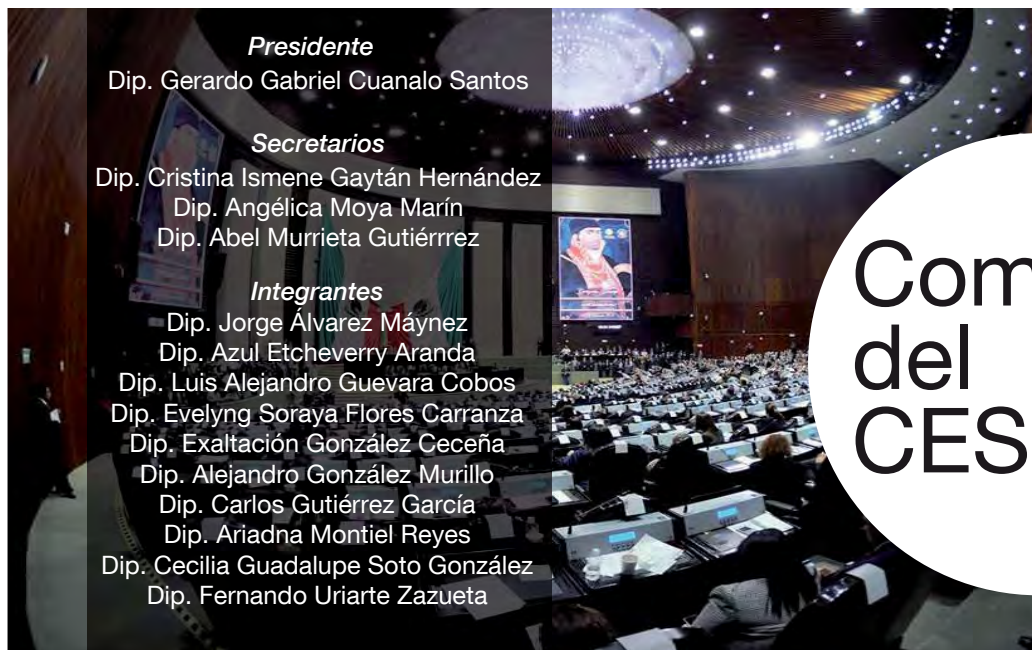 Presidente
Dip. Gerardo Gabriel Cuanalo Santos
Secretarios
Dip. Cristina Ismene Gaytán Hernández
Dip. Angélica Moya Marín
Dip. Abel Murrieta Gutiérrrez
Integrantes
Dip. Jorge Álvarez Máynez
Dip. Azul Etcheverry Aranda
Dip. Luis Alejandro Guevara Cobos
Dip. Evelyng Soraya Flores Carranza
Dip. Exaltación González Ceceña
Dip. Alejandro González Murillo
Dip. Carlos Gutiérrez García
Dip. Ariadna Montiel Reyes
Dip. Cecilia Guadalupe Soto González
Dip. Fernando Uriarte Zazueta
Com
del
CES